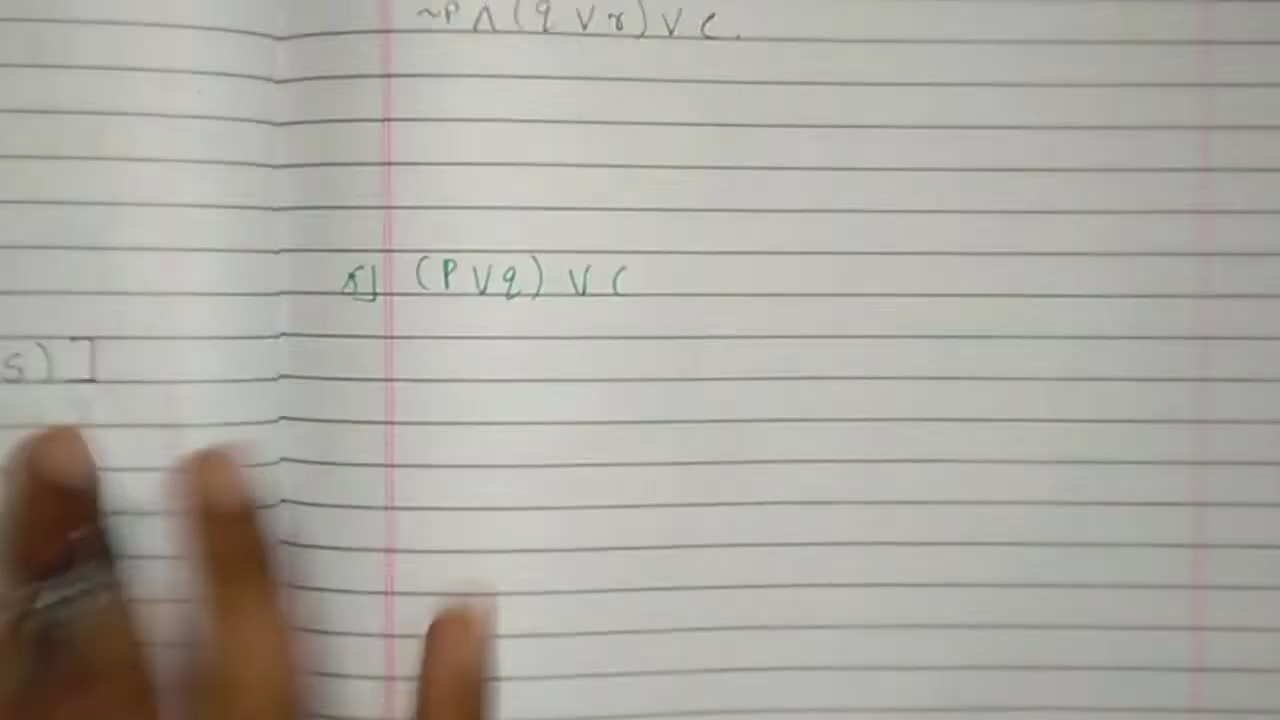 ~P ∧ (q ∨ r) ∨ c.
5] (P ∨ q) ∨ c
s) ]